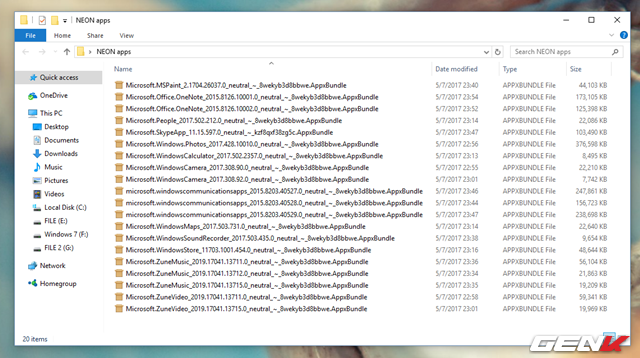 NEON apps
File
Home
Share
View
NEON apps
Search NEON apps
Name
Date modified
Type
Size
Quick access
OneDrive
This PC
Desktop
Documents
Downloads
Music
Pictures
Videos
Local Disk (C:)
FILE (E:)
Windows 7 (F:)
FILE 2 (G:)
Network
Homegroup
Microsoft.MSPaint_2.1704.26037.0_neutral_~_8wekyb3d8bbwe.AppxBundle 5/7/2017 23:40 APPXBUNDLE File 44,103 KB
Microsoft.Office.OneNote_2015.8126.10001.0_neutral_~_8wekyb3d8bbwe.AppxBundle 5/7/2017 23:54 APPXBUNDLE File 173,105 KB
Microsoft.Office.OneNote_2015.8126.10002.0_neutral_~_8wekyb3d8bbwe.AppxBundle 5/7/2017 23:52 APPXBUNDLE File 125,398 KB
Microsoft.People_2017.502.212.0_neutral_~_8wekyb3d8bbwe.AppxBundle 5/7/2017 23:14 APPXBUNDLE File 22,086 KB
Microsoft.SkypeApp_11.15.597.0_neutral_~_kzf8qxf38zg5c.AppxBundle 5/7/2017 23:47 APPXBUNDLE File 103,490 KB
Microsoft.Windows.Photos_2017.428.10010.0_neutral_~_8wekyb3d8bbwe.AppxBundle 5/7/2017 22:56 APPXBUNDLE File 376,598 KB
Microsoft.WindowsCalculator_2017.502.2357.0_neutral_~_8wekyb3d8bbwe.AppxBundle 5/7/2017 23:13 APPXBUNDLE File 8,495 KB
Microsoft.WindowsCamera_2017.308.90.0_neutral_~_8wekyb3d8bbwe.AppxBundle 5/7/2017 22:55 APPXBUNDLE File 22,210 KB
Microsoft.WindowsCamera_2017.308.92.0_neutral_~_8wekyb3d8bbwe.AppxBundle 5/7/2017 23:01 APPXBUNDLE File 7,742 KB
microsoft.windowscommunicationsapps_2015.8203.40527.0_neutral_~_8wekyb3d8bbwe.AppxBundle 5/7/2017 23:46 APPXBUNDLE File 247,861 KB
microsoft.windowscommunicationsapps_2015.8203.40527.0_neutral_~_8wekyb3d8bbwe.AppxBundle 5/7/2017 23:44 APPXBUNDLE File 156,723 KB
microsoft.windowscommunicationsapps_2017.8203.40529.0_neutral_~_8wekyb3d8bbwe.AppxBundle 5/7/2017 23:47 APPXBUNDLE File 238,698 KB
Microsoft.WindowsMaps_2017.503.731.0_neutral_~_8wekyb3d8bbwe.AppxBundle 5/7/2017 23:14 APPXBUNDLE File 22,640 KB
Microsoft.WindowsSoundRecorder_2017.503.435.0_neutral_~_8wekyb3d8bbwe.AppxBundle 5/7/2017 23:38 APPXBUNDLE File 9,654 KB
Microsoft.WindowsStore_11703.1001.454.0_neutral_~_8wekyb3d8bbwe.AppxBundle 5/7/2017 23:16 APPXBUNDLE File 48,644 KB
Microsoft.ZuneMusic_2019.17041.13711.0_neutral_~_8wekyb3d8bbwe.AppxBundle 5/7/2017 23:36 APPXBUNDLE File 56,104 KB
Microsoft.ZuneMusic_2019.17041.13712.0_neutral_~_8wekyb3d8bbwe.AppxBundle 5/7/2017 23:34 APPXBUNDLE File 21,863 KB
Microsoft.ZuneMusic_2019.17041.13715.0_neutral_~_8wekyb3d8bbwe.AppxBundle 5/7/2017 23:35 APPXBUNDLE File 19,209 KB
Microsoft.ZuneVideo_2019.17041.13711.0_neutral_~_8wekyb3d8bbwe.AppxBundle 5/7/2017 22:58 APPXBUNDLE File 59,341 KB
Microsoft.ZuneVideo_2019.17041.13715.0_neutral_~_8wekyb3d8bbwe.AppxBundle 5/7/2017 23:01 APPXBUNDLE File 19,969 KB
20 items
GENK